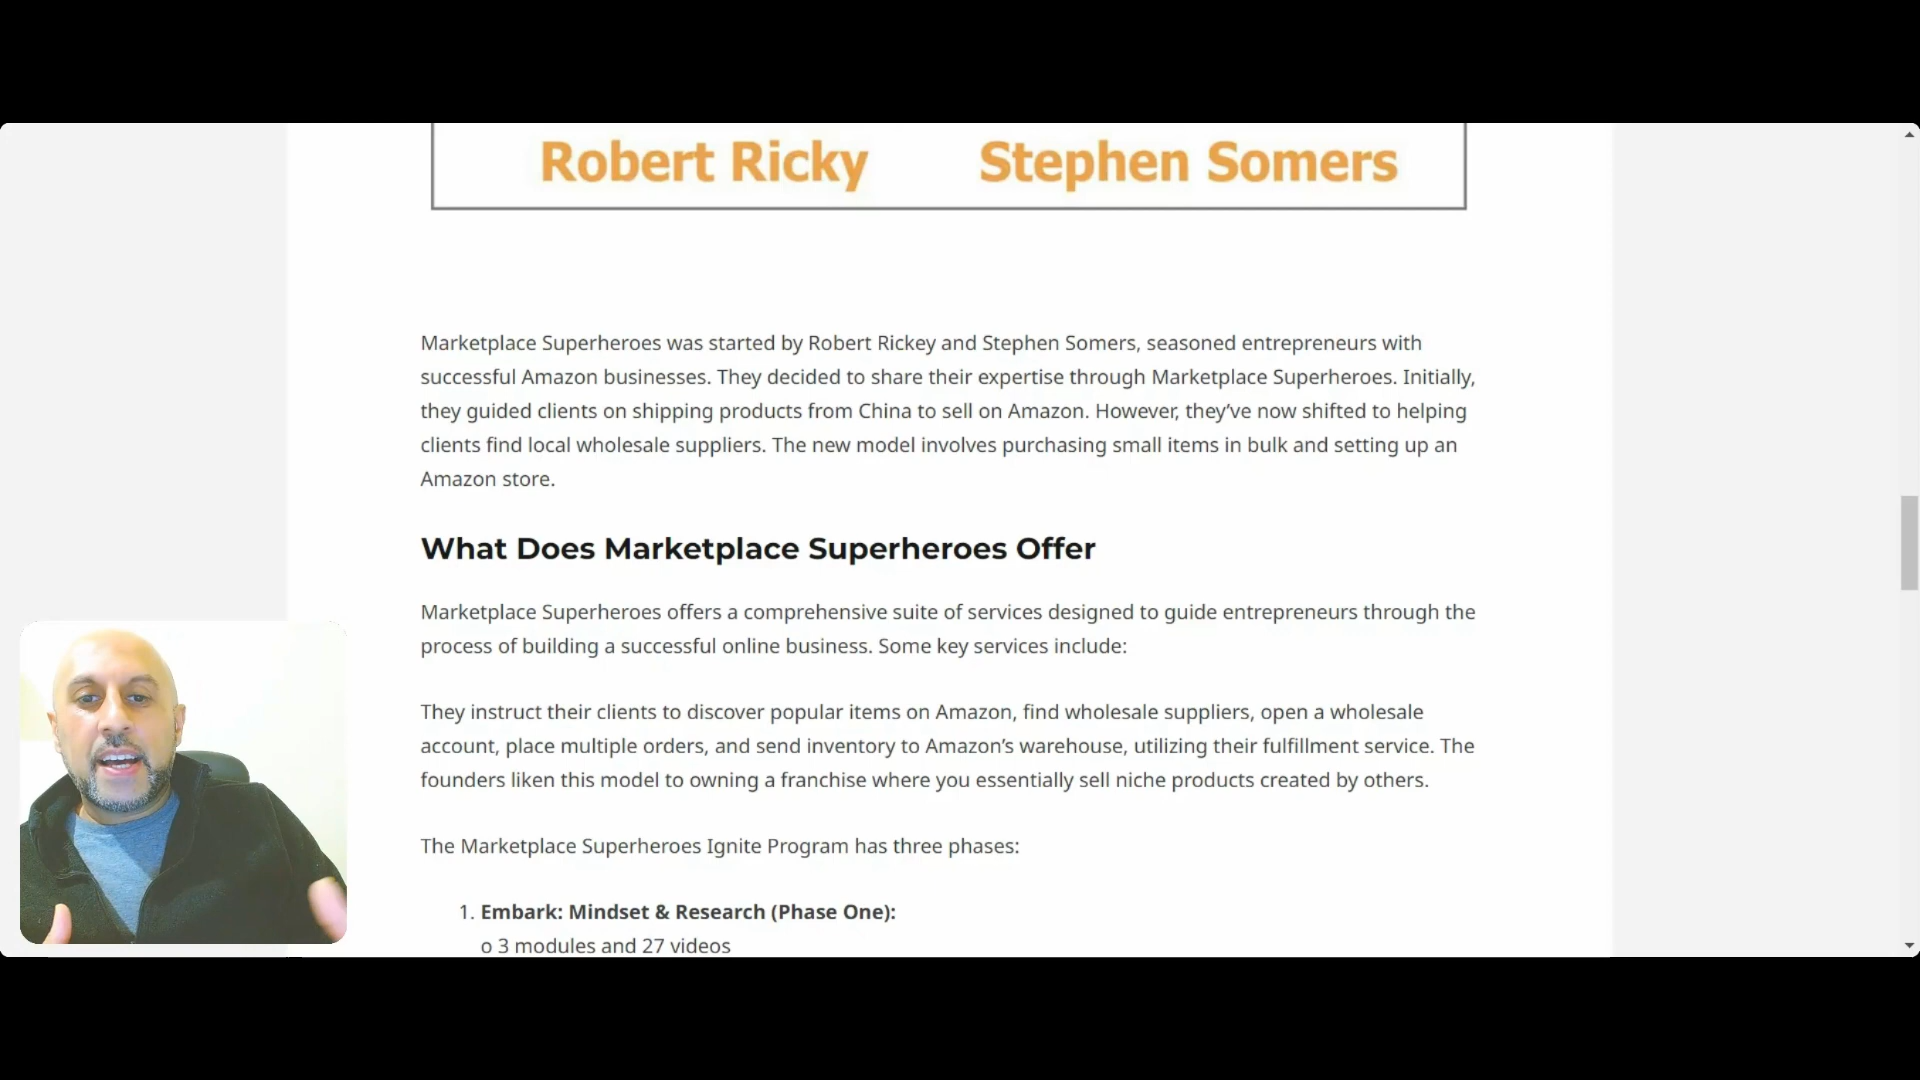 Robert Ricky Stephen Somers
Marketplace Superheroes was started by Robert Rickey and Stephen Somers, seasoned entrepreneurs with
successful Amazon businesses. They decided to share their expertise through Marketplace Superheroes. Initially,
they guided clients on shipping products from China to sell on Amazon. However, they’ve now shifted to helping
clients find local wholesale suppliers. The new model involves purchasing small items in bulk and setting up an
Amazon store.
What Does Marketplace Superheroes Offer
Marketplace Superheroes offers a comprehensive suite of services designed to guide entrepreneurs through the
process of building a successful online business. Some key services include:
They instruct their clients to discover popular items on Amazon, find wholesale suppliers, open a wholesale
account, place multiple orders, and send inventory to Amazon’s warehouse, utilizing their fulfillment service. The
founders liken this model to owning a franchise where you essentially sell niche products created by others.
The Marketplace Superheroes Ignite Program has three phases:
1. Embark: Mindset & Research (Phase One):
o 3 modules and 27 videos